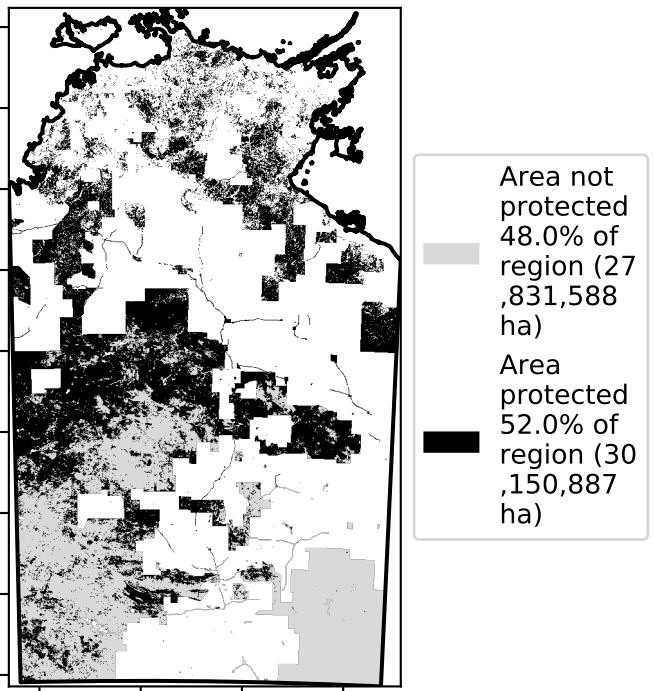 Area not
protected
48.0% of
region (27
,831,588
ha)
Area
protected
52.0% of
region (30
,150,887
ha)